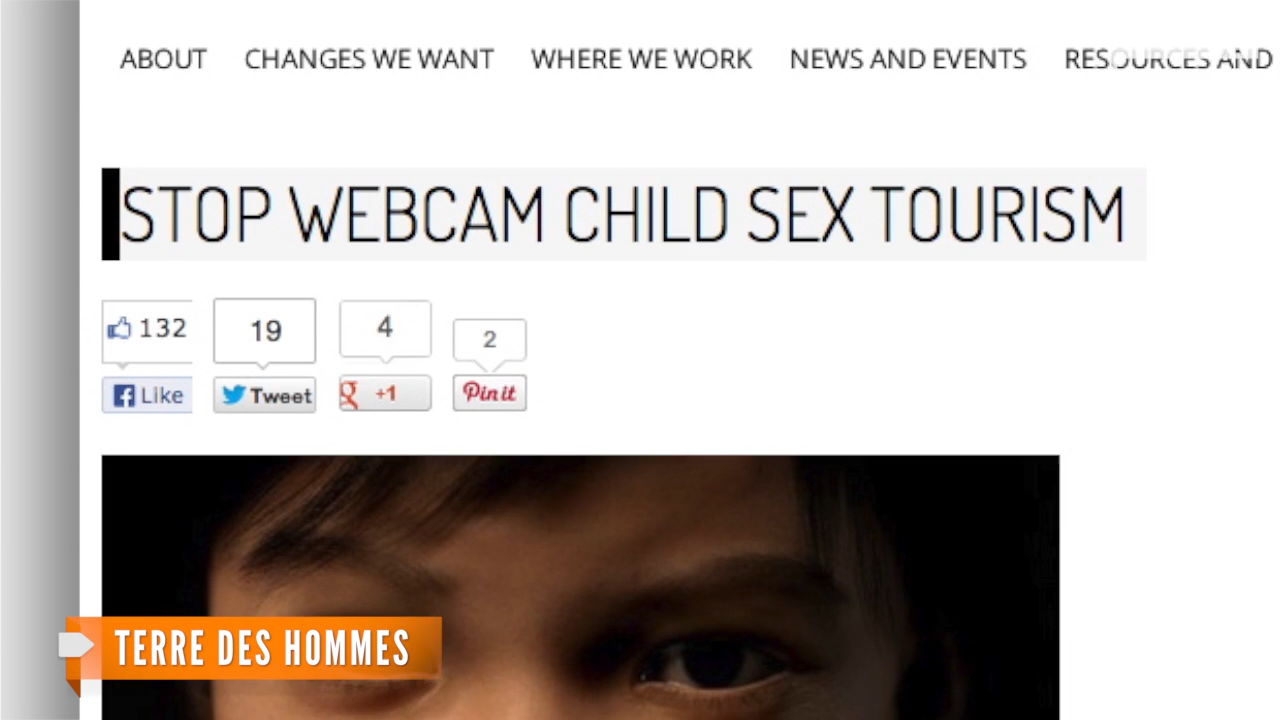 ABOUT CHANGES WE WANT WHERE WE WORK NEWS AND EVENTS RESOURCES AND
STOP WEBCAM CHILD SEX TOURISM
132 19 4 2
Like Tweet +1 Pin it
TERRE DES HOMMES